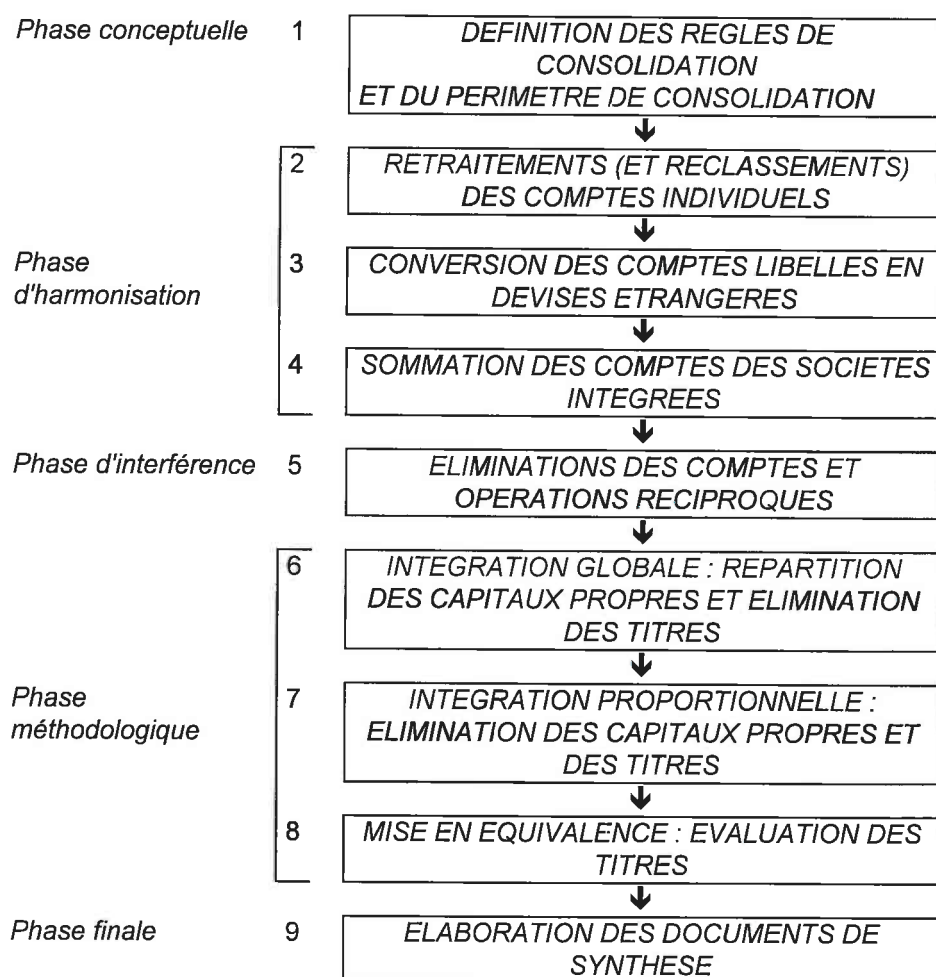 Phase conceptuelle 1 DEFINITION DES REGLES DE
CONSOLIDATION
ET DU PERIMETRE DE CONSOLIDATION
2 RETRAITEMENTS (ET RECLASSEMENTS)
DES COMPTES INDIVIDUELS
Phase
d'harmonisation
3 CONVERSION DES COMPTES LIBELLES EN
DEVISES ETRANGERES
4 SOMMATION DES COMPTES DES SOCIETES
INTEGREES
Phase d'interférence 5 ELIMINATIONS DES COMPTES ET
OPERATIONS RECIPROQUES
6 INTEGRATION GLOBALE : REPARTITION
DES CAPITAUX PROPRES ET ELIMINATION
DES TITRES
Phase
méthodologique
7 INTEGRATION PROPORTIONNELLE :
ELIMINATION DES CAPITAUX PROPRES ET
DES TITRES
8 MISE EN EQUIVALENCE : EVALUATION DES
TITRES
Phase finale 9 ELABORATION DES DOCUMENTS DE
SYNTHESE